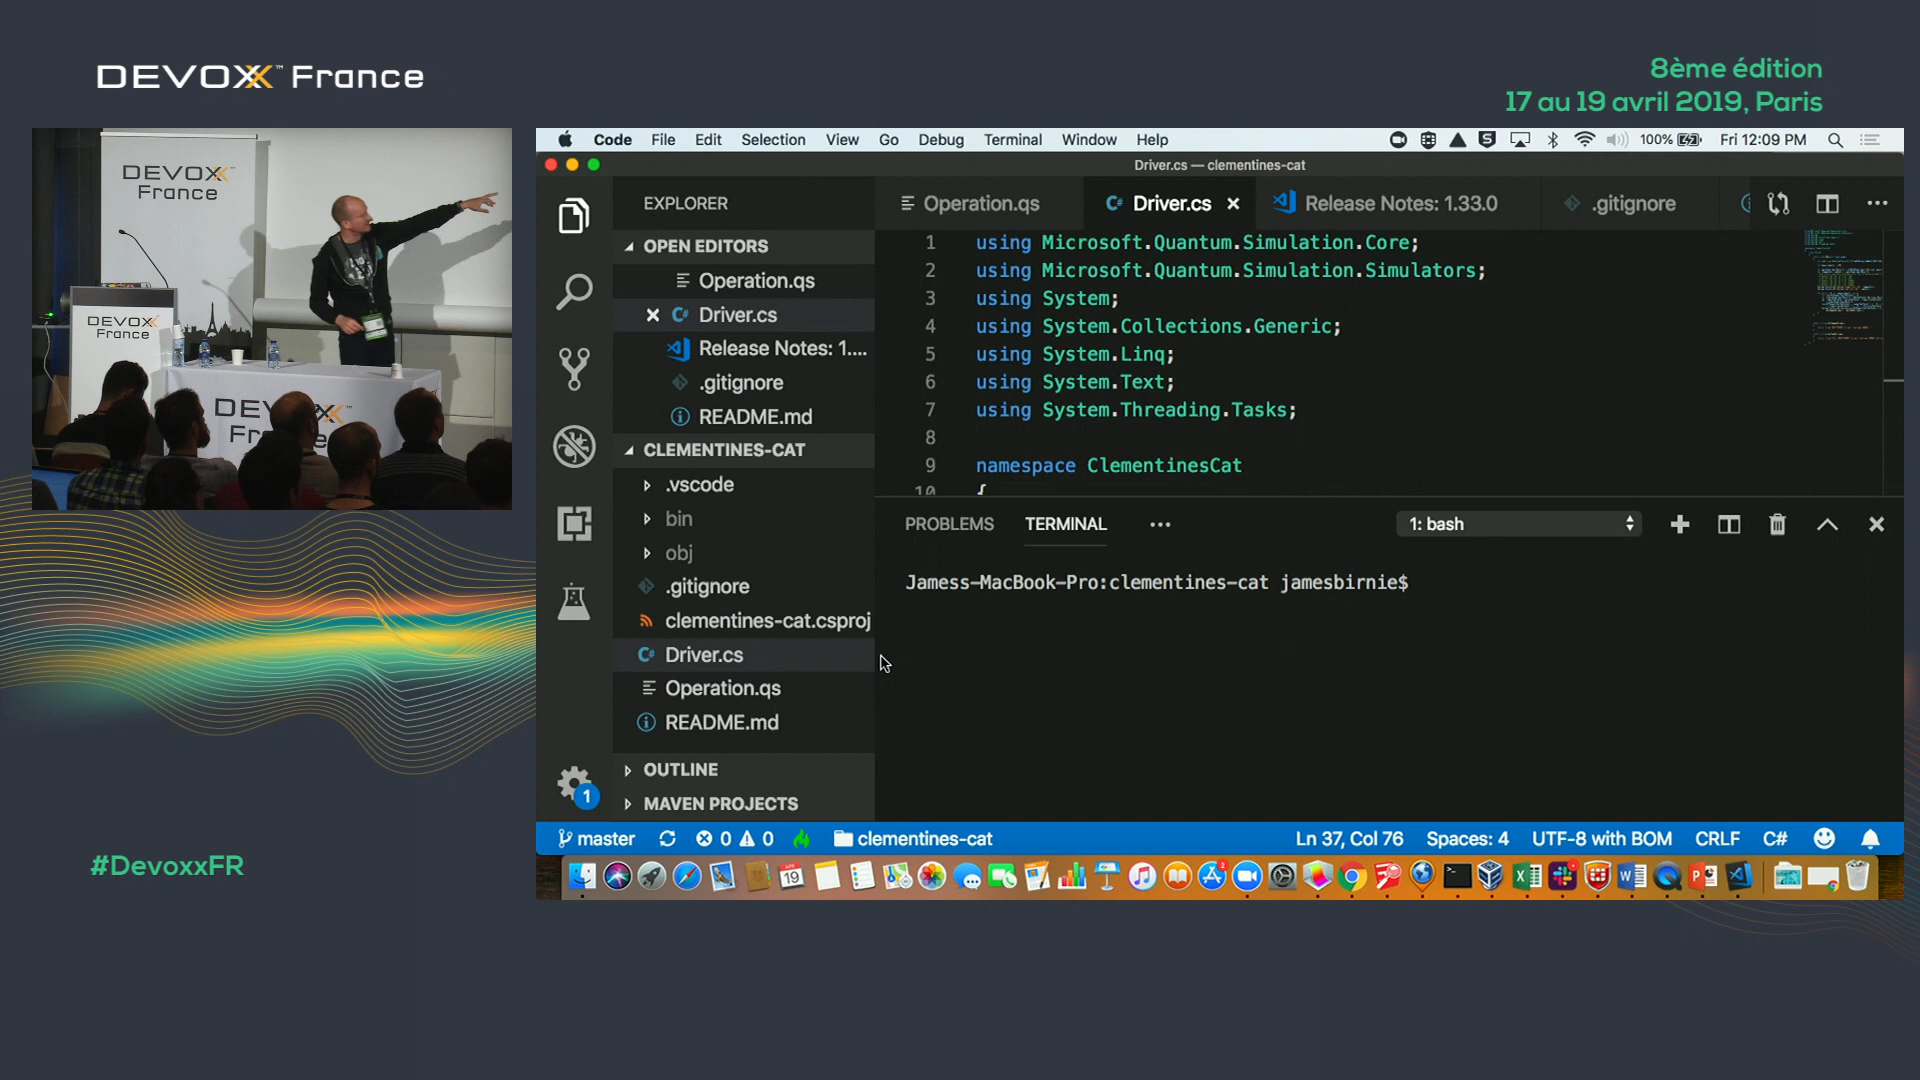 DEVOXX™ France
8ème édition
17 au 19 avril 2019, Paris
DEVOXX™
France
DEVOXX™
France
DEVOXX™
Fr e
Code File Edit Selection View Go Debug Terminal Window Help
100% Fri 12:09 PM
Driver.cs — clementines-cat
EXPLORER
OPEN EDITORS
Operation.qs
Driver.cs
Release Notes: 1....
.gitignore
README.md
CLEMENTINES-CAT
.vscode
bin
obj
.gitignore
clementines-cat.csproj
Driver.cs
Operation.qs
README.md
OUTLINE
MAVEN PROJECTS
1
Operation.qs Driver.cs Release Notes: 1.33.0 .gitignore
1 using Microsoft.Quantum.Simulation.Core;
2 using Microsoft.Quantum.Simulation.Simulators;
3 using System;
4 using System.Collections.Generic;
5 using System.Linq;
6 using System.Text;
7 using System.Threading.Tasks;
8
9 namespace ClementinesCat
10 {
PROBLEMS TERMINAL ••• 1: bash
Jamess-MacBook-Pro:clementines-cat jamesbirnie$
master 0 0 clementines-cat Ln 37, Col 76 Spaces: 4 UTF-8 with BOM CRLF C#
#DevoxxFR